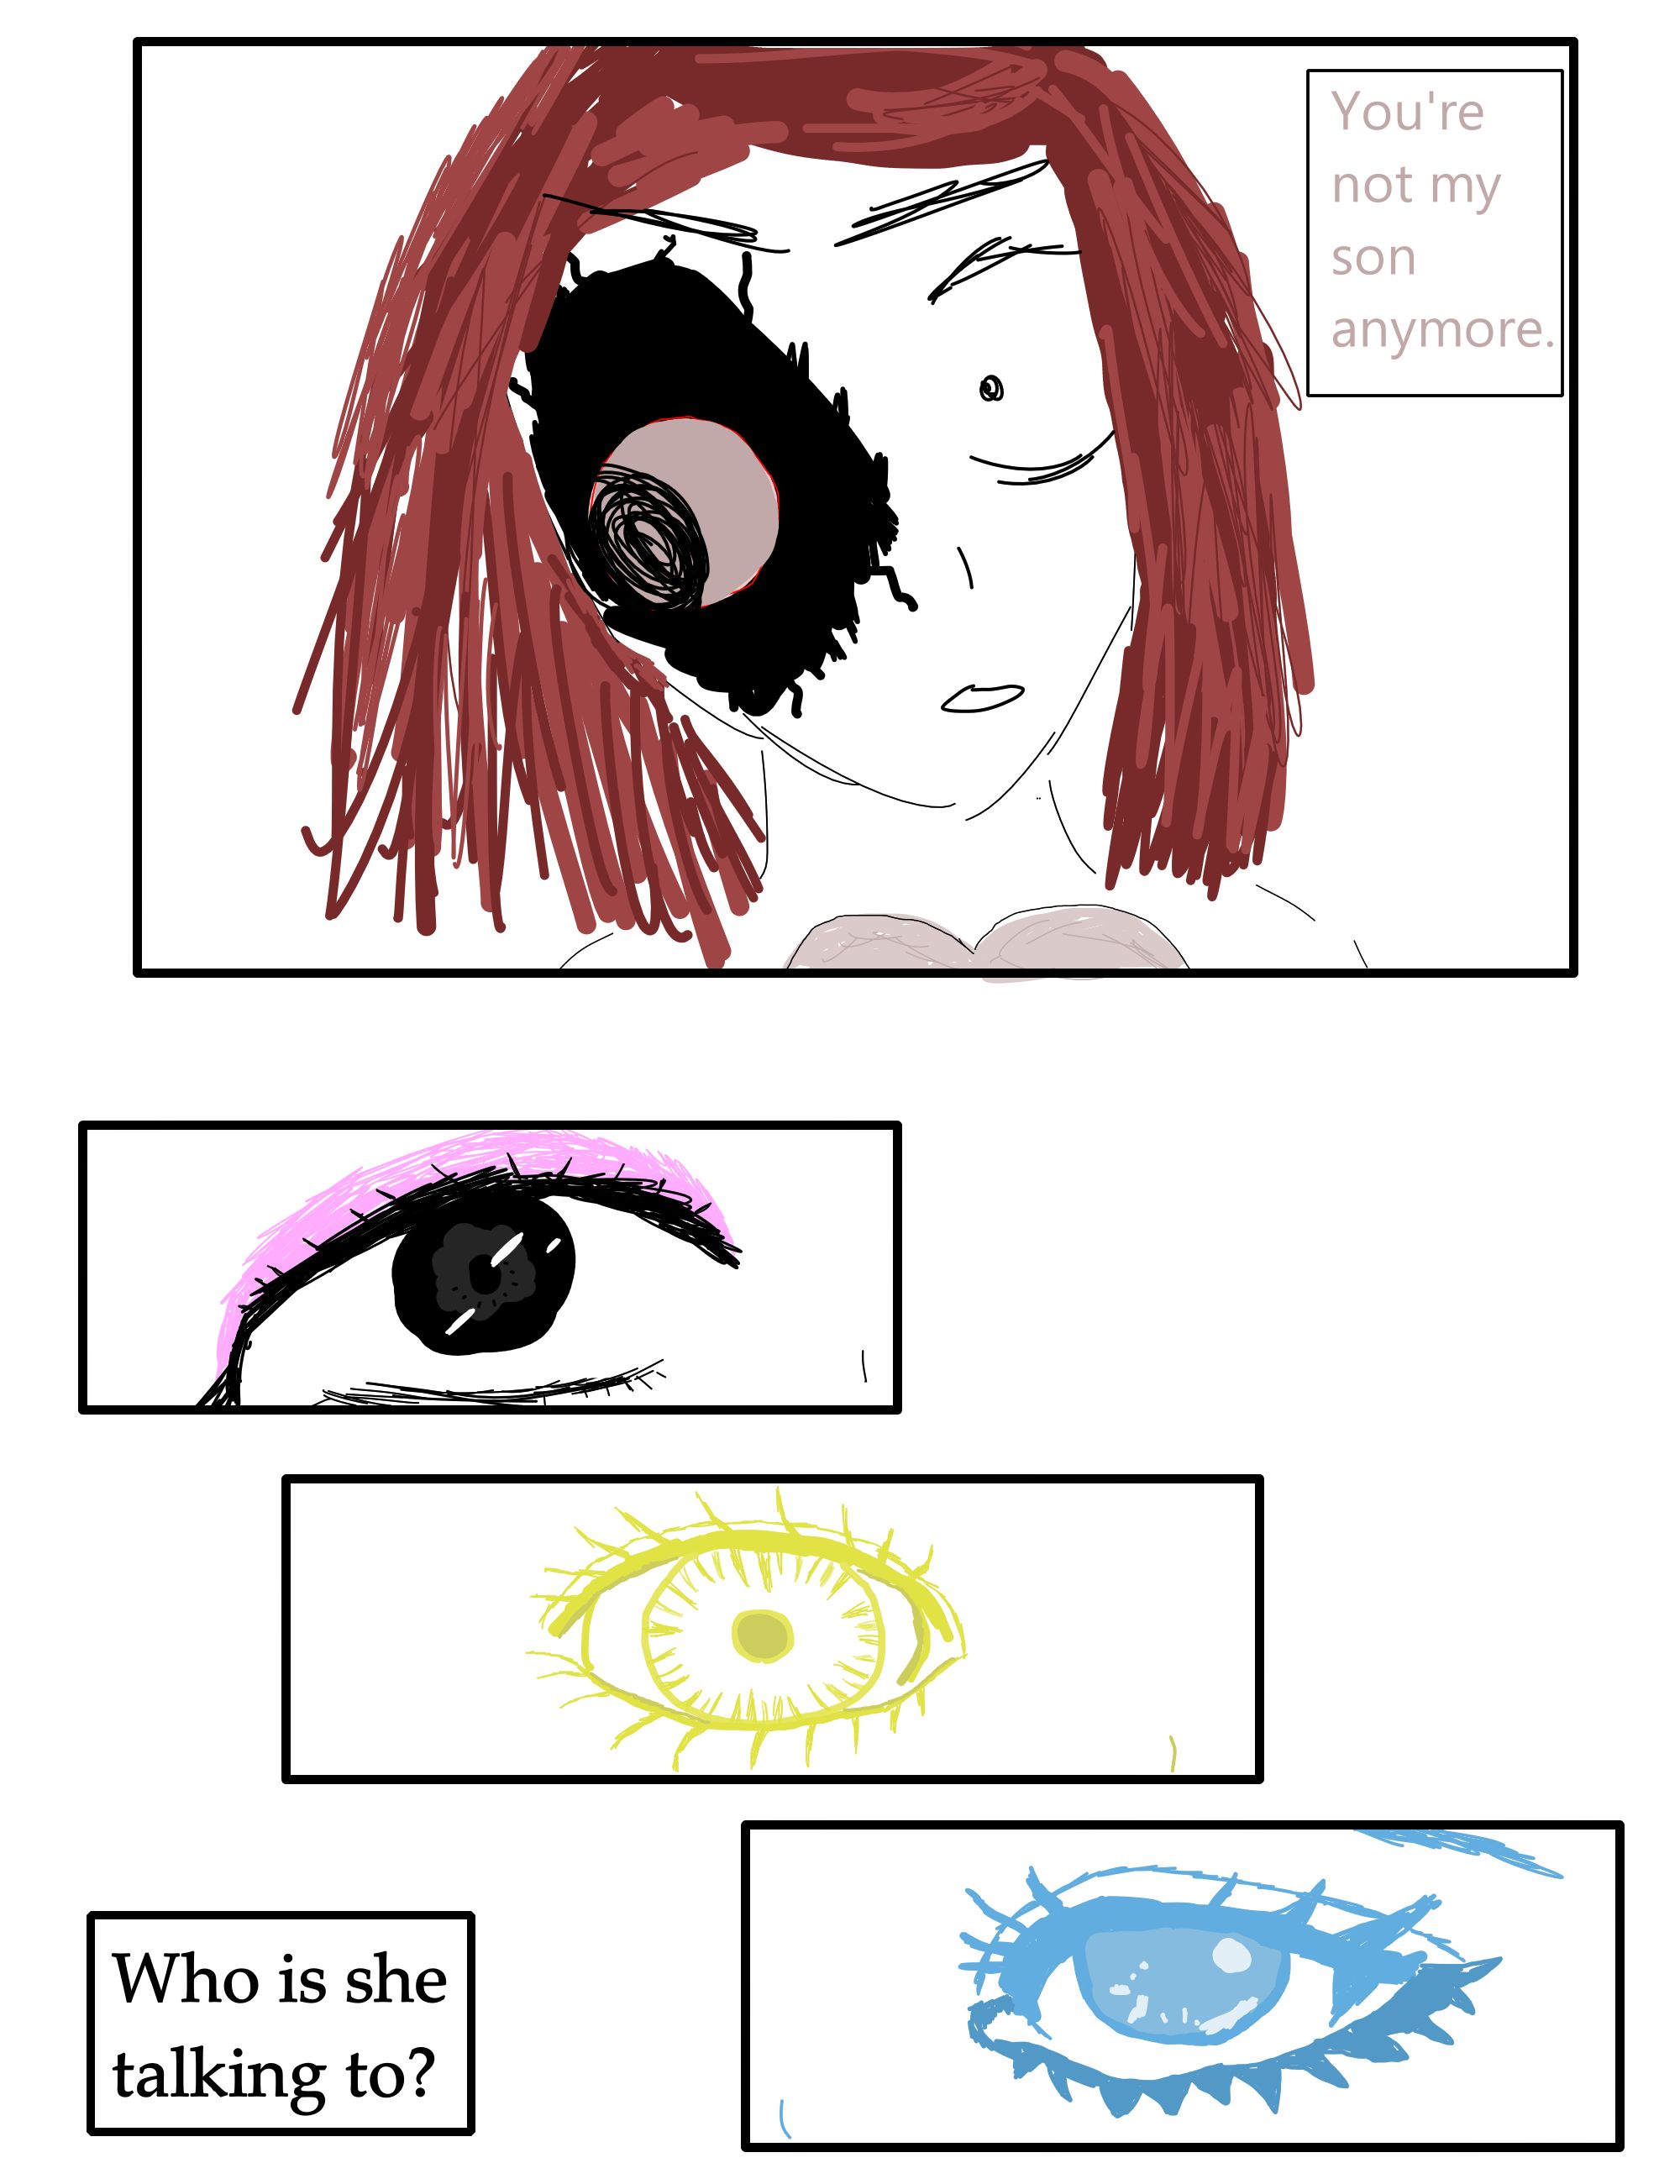 You're
not my
son
anymore.
Who is she
talking to?